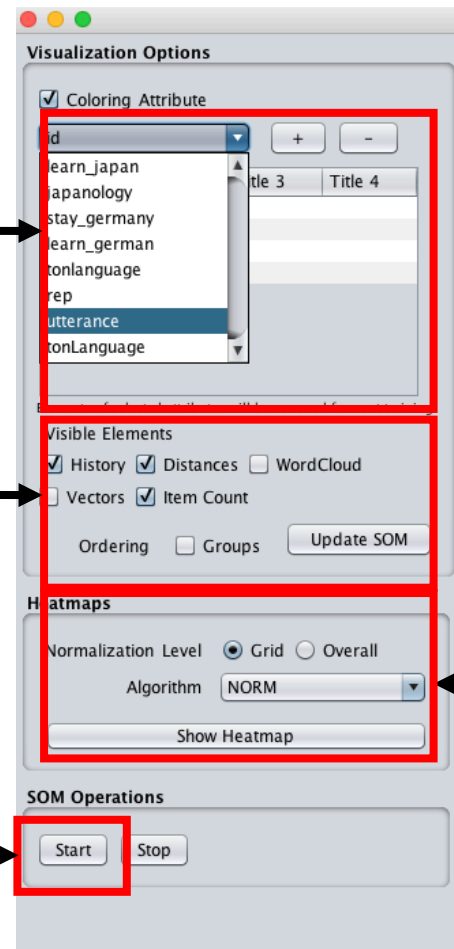 Visualization Options
Coloring Attribute
id + -
learn_japan
japanology
stay_germany
learn_german
tonlanguage
rep
utterance
tonLanguage
Title 4
Visible Elements
History Distances WordCloud
Vectors Item Count
Ordering Groups Update SOM
Heatmaps
Normalization Level Grid Overall
Algorithm NORM
Show Heatmap
SOM Operations
Start Stop